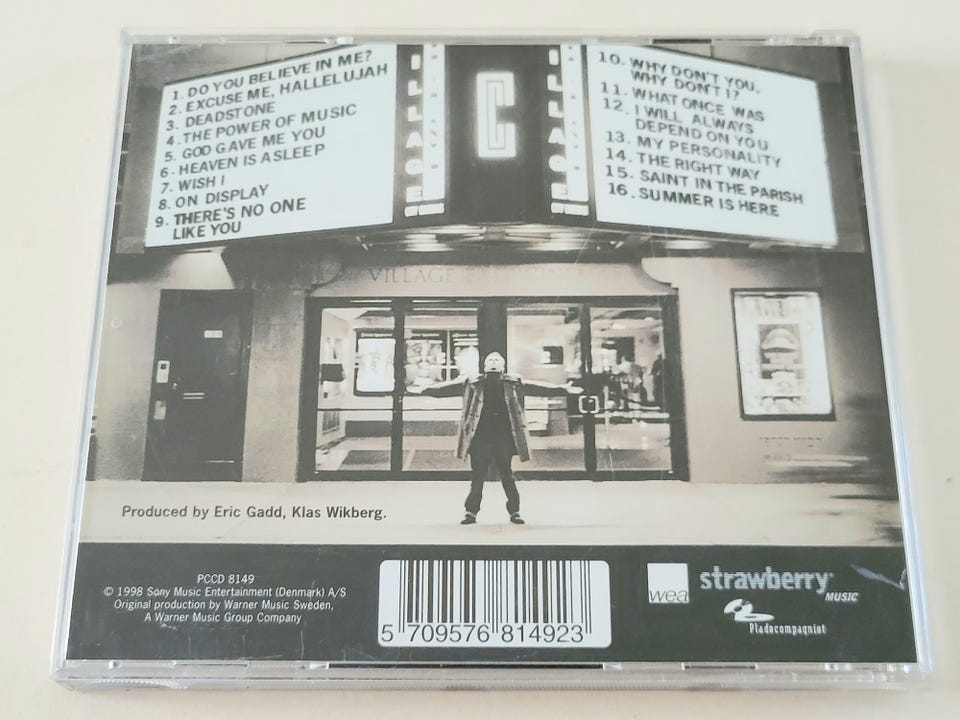 1. DO YOU BELIEVE IN ME?
2. EXCUSE ME, HALLELUJAH
3. DEADSTONE
4. THE POWER OF MUSIC
5. GOD GAVE ME YOU
6. HEAVEN IS ASLEEP
7. WISH I
8. ON DISPLAY
9. THERE'S NO ONE
LIKE YOU
C
10. WHY DON'T YOU,
WHY DON'T I?
11. WHAT ONCE WAS
12. I WILL ALWAYS
DEPEND ON YOU
13. MY PERSONALITY
14. THE RIGHT WAY
15. SAINT IN THE PARISH
16. SUMMER IS HERE
VILLAGE
Produced by Eric Gadd, Klas Wikberg.
PCCD 8149
© 1998 Sony Music Entertainment (Denmark) A/S
Original production by Warner Music Sweden,
A Warner Music Group Company
5 709576 814923
wea
strawberry
MUSIC
Pladecompagniet